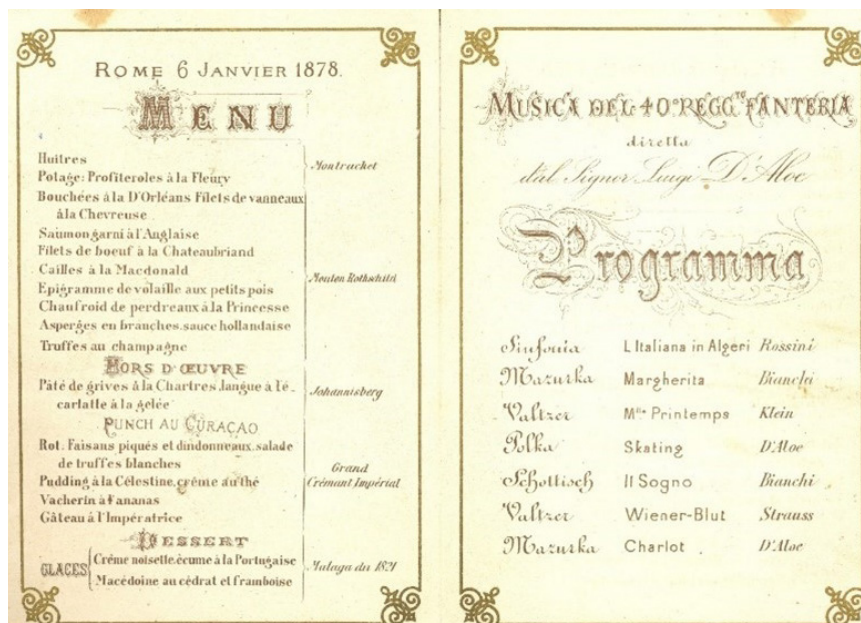 ROME 6 JANVIER 1878.
MENU
Huitres
Potage: Profiteroles à la Fleury
Montrachet
Bouchées à la D'Orléans Filets de vanneaux
à la Chevreuse
Saumon garni à l'Anglaise
Filets de boeuf à la Chateaubriand
Cailles à la Macdonald
Epigramme de volaille aux petits pois
Chaufroid de perdreaux à la Princesse
Asperges en branches. sauce hollandaise
Truffes au champagne
Mouton Rothschild
HORS D'ŒUVRE
Pâté de grives à la Chartres, langue à l'é-
carlatte à la gelée
Johannisberg
PUNCH AU CURAÇAO
Rot. Faisans piqués et dindonneaux. salade
de truffes blanches
Pudding à la Célestine. créme au thé
Vacherin à l'ananas
Gâteau à l'Impératrice
Grand
Crémant Impérial
DESSERT
GLACES
Créme noisette. écume à la Portugaise
Macédoine au cédrat et framboise
Malaga du 1821
MUSICA DEL 40º REGG.TO FANTERIA
diretta
dal Signor Luigi D'Aloe
Programma
Sinfonia L'Italiana in Algeri Rossini
Mazurka Margherita Bianchi
Valtzer Mlle Printemps Klein
Polka Skating D'Aloe
Schottisch Il Sogno Bianchi
Valtzer Wiener-Blut Strauss
Mazurka Charlot D'Aloe